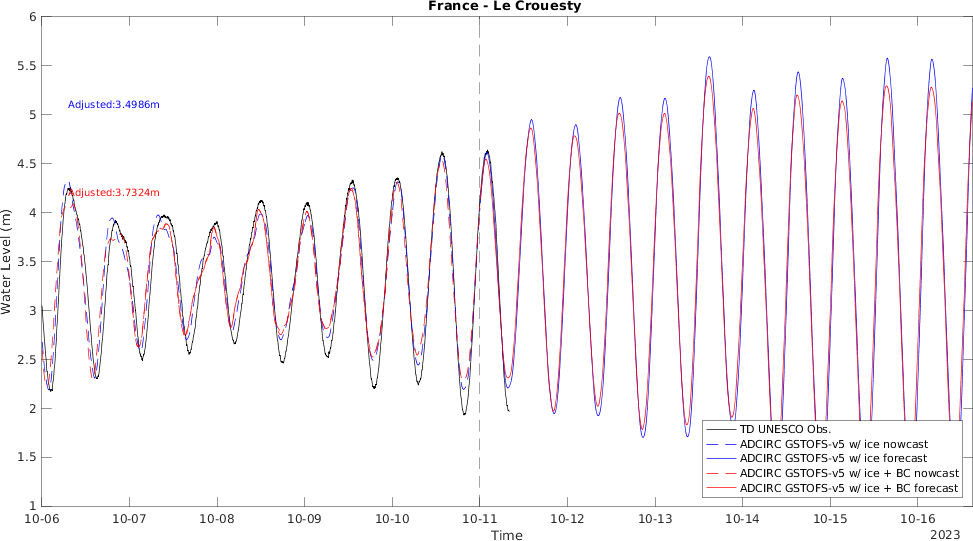 France - Le Crouesty
6
5.5
5
4.5
4
3.5
3
2.5
2
1.5
1
Water Level (m)
Adjusted:3.4986m
Adjusted:3.7324m
TD UNESCO Obs.
ADCIRC GSTOFS-v5 w/ ice nowcast
ADCIRC GSTOFS-v5 w/ ice forecast
ADCIRC GSTOFS-v5 w/ ice + BC nowcast
ADCIRC GSTOFS-v5 w/ ice + BC forecast
10-06 10-07 10-08 10-09 10-10 10-11 10-12 10-13 10-14 10-15 10-16
Time
2023